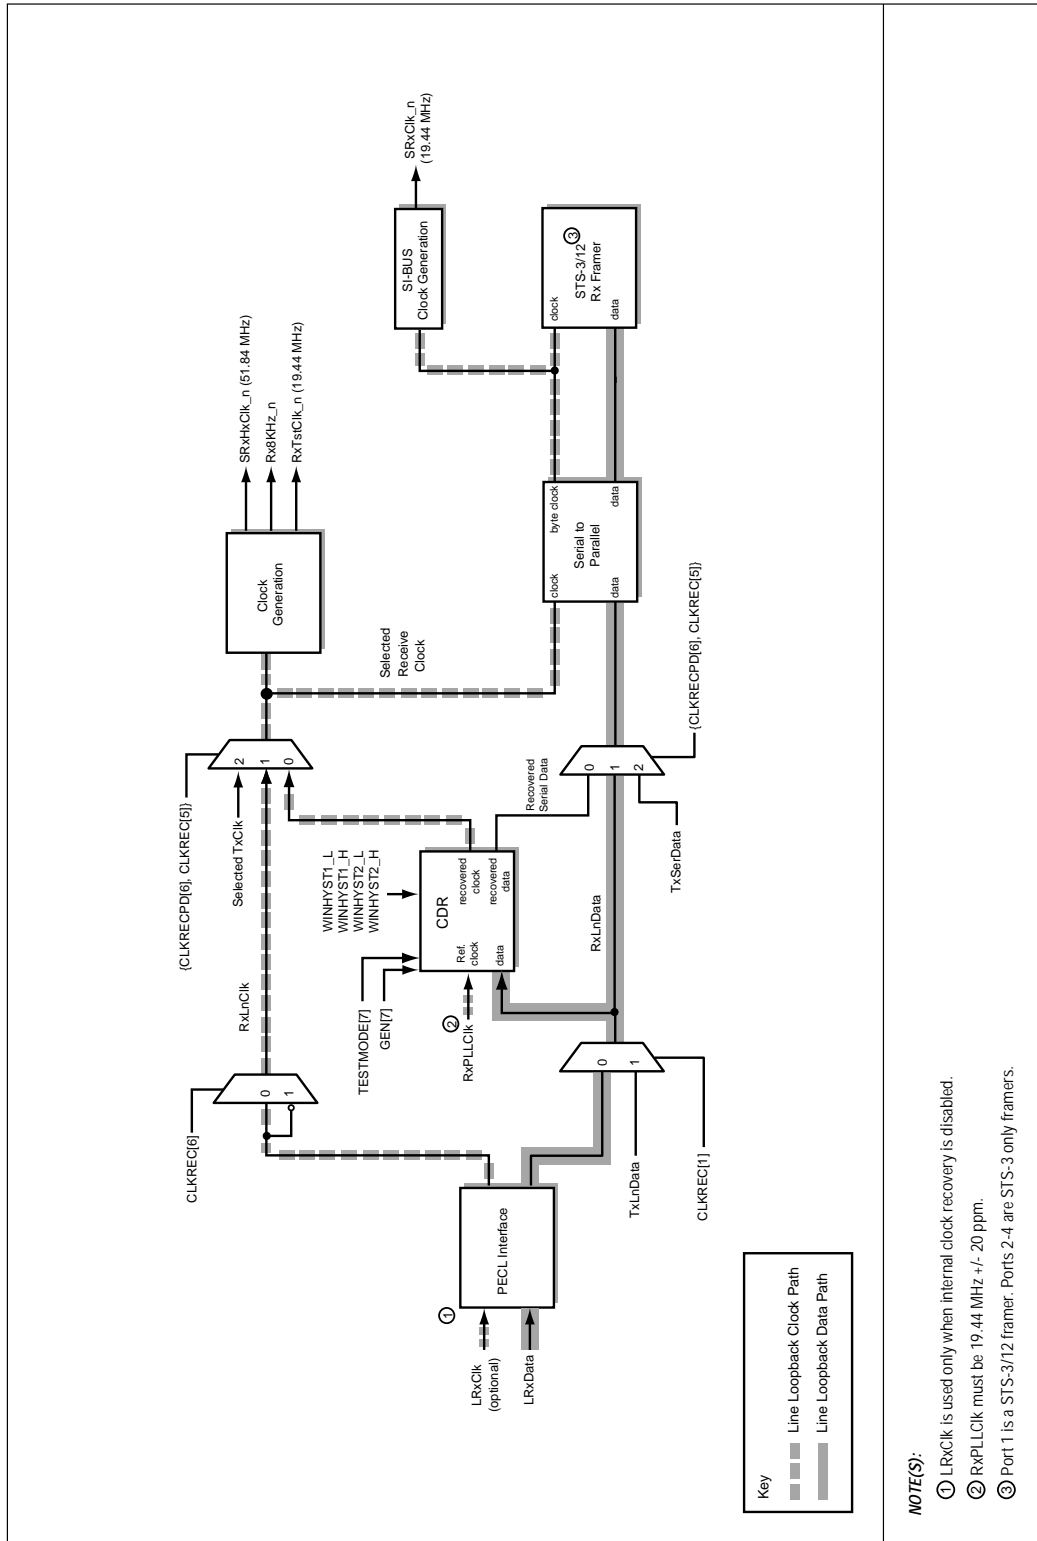 SRxClk_n
(19.44 MHz)
SI-BUS
Clock Generation
STS-3/12 ③
Rx Framer
clock
data
SRxHxClk_n (51.84 MHz)
Rx8KHz_n
RxTstClk_n (19.44 MHz)
Clock
Generation
Serial to
Parallel
clock
byte clock
data
data
Selected
Receive
Clock
{CLKRECPD[6], CLKREC[5]}
Selected TxClk
2
1
0
RxLnClk
CLKREC[6]
0
1
WINHYST1_L
WINHYST1_H
WINHYST2_L
WINHYST2_H
TESTMODE[7]
GEN[7]
②
RxPLLClk
CDR
Ref.
clock
data
recovered
clock
recovered
data
Recovered
Serial Data
0
1
2
{CLKRECPD[6], CLKREC[5]}
TxSerData
RxLnData
0
1
TxLnData
CLKREC[1]
PECL Interface
①
LRxClk
(optional)
LRxData
Key
Line Loopback Clock Path
Line Loopback Data Path
NOTE(S):
① LRxClk is used only when internal clock recovery is disabled.
② RxPLLClk must be 19.44 MHz +/- 20 ppm.
③ Port 1 is a STS-3/12 framer. Ports 2-4 are STS-3 only framers.